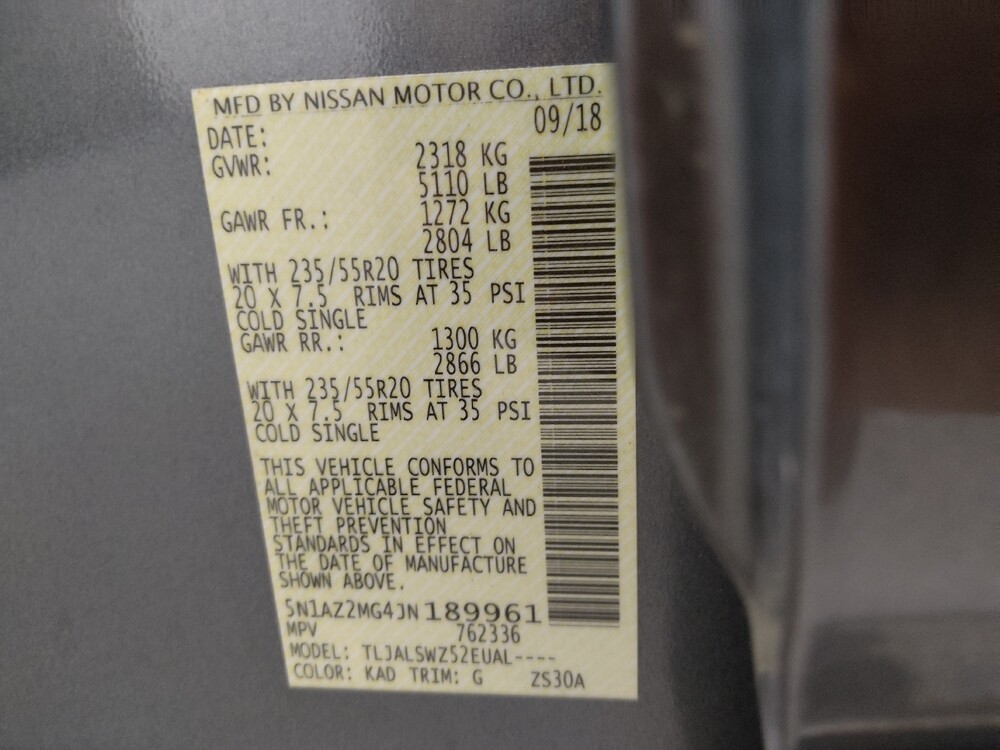 MFD BY NISSAN MOTOR CO., LTD.
DATE: 09/18
GVWR: 2318 KG
5110 LB
GAWR FR.: 1272 KG
2804 LB
WITH 235/55R20 TIRES
20 X 7.5 RIMS AT 35 PSI
COLD SINGLE
GAWR RR.: 1300 KG
2866 LB
WITH 235/55R20 TIRES
20 X 7.5 RIMS AT 35 PSI
COLD SINGLE
THIS VEHICLE CONFORMS TO
ALL APPLICABLE FEDERAL
MOTOR VEHICLE SAFETY AND
THEFT PREVENTION
STANDARDS IN EFFECT ON
THE DATE OF MANUFACTURE
SHOWN ABOVE.
5N1AZ2MG4JN189961
MPV 762336
MODEL: TLJALSWZ52EUAL----
COLOR: KAD TRIM: G ZS30A